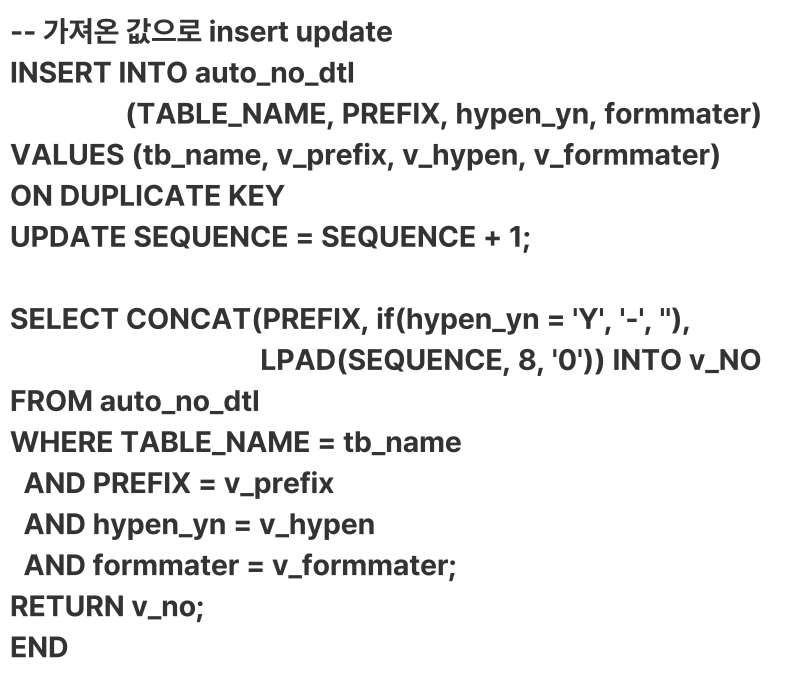 -- 가져온 값으로 insert update
INSERT INTO auto_no_dtl
(TABLE_NAME, PREFIX, hypen_yn, formmater)
VALUES (tb_name, v_prefix, v_hypen, v_formmater)
ON DUPLICATE KEY
UPDATE SEQUENCE = SEQUENCE + 1;
SELECT CONCAT(PREFIX, if(hypen_yn = 'Y', '-', ''),
LPAD(SEQUENCE, 8, '0')) INTO v_NO
FROM auto_no_dtl
WHERE TABLE_NAME = tb_name
AND PREFIX = v_prefix
AND hypen_yn = v_hypen
AND formmater = v_formmater;
RETURN v_no;
END